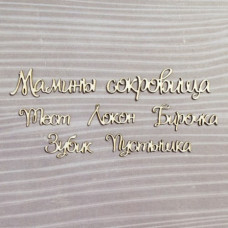 Мамины сокровища
Тест Локон Бирочка
Зубик Пустышка